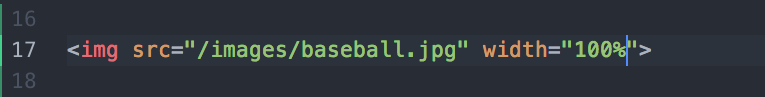 16
17 <img src="/images/baseball.jpg" width="100%">
18